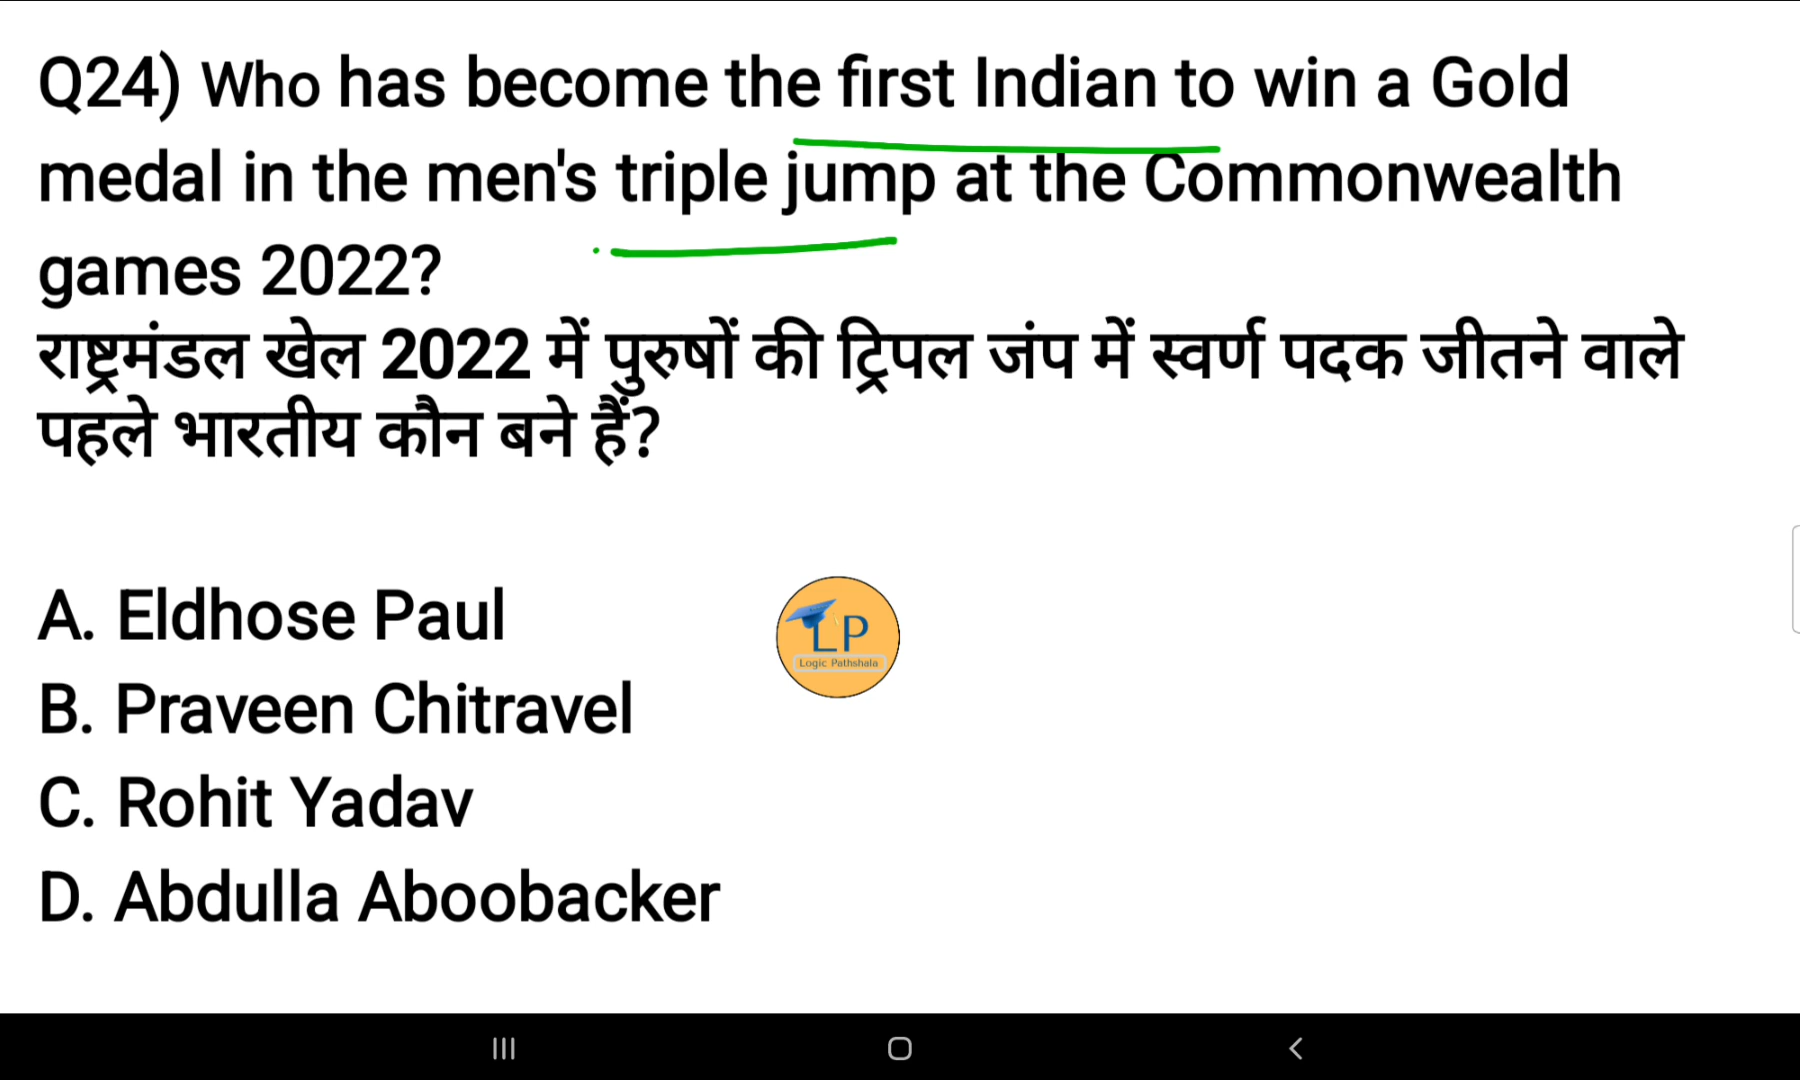 Q24) Who has become the first Indian to win a Gold
medal in the men's triple jump at the Commonwealth
games 2022?
राष्ट्रमंडल खेल 2022 में पुरुषों की ट्रिपल जंप में स्वर्ण पदक जीतने वाले
पहले भारतीय कौन बने हैं?
A. Eldhose Paul
B. Praveen Chitravel
C. Rohit Yadav
D. Abdulla Aboobacker
LP
Logic Pathshala